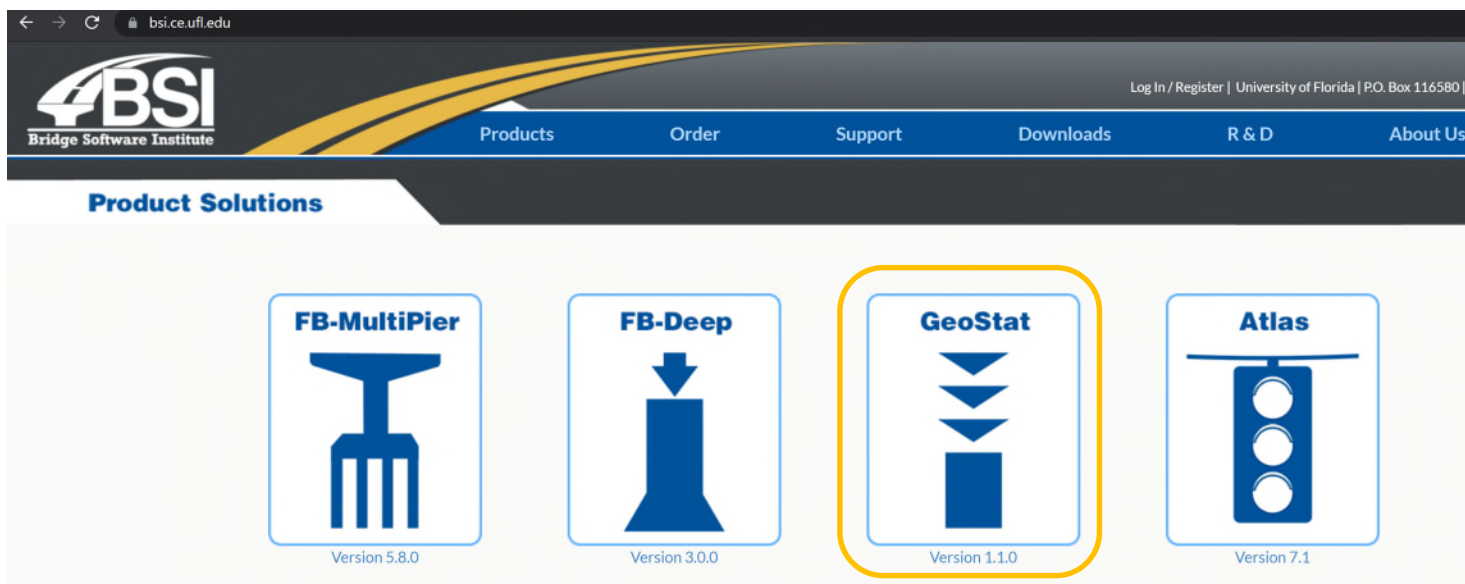 bsi.ce.ufl.edu
BSI
Bridge Software Institute
Log In / Register | University of Florida | P.O. Box 116580 |
Products Order Support Downloads R & D About Us
Product Solutions
FB-MultiPier FB-Deep GeoStat Atlas
Version 5.8.0 Version 3.0.0 Version 1.1.0 Version 7.1